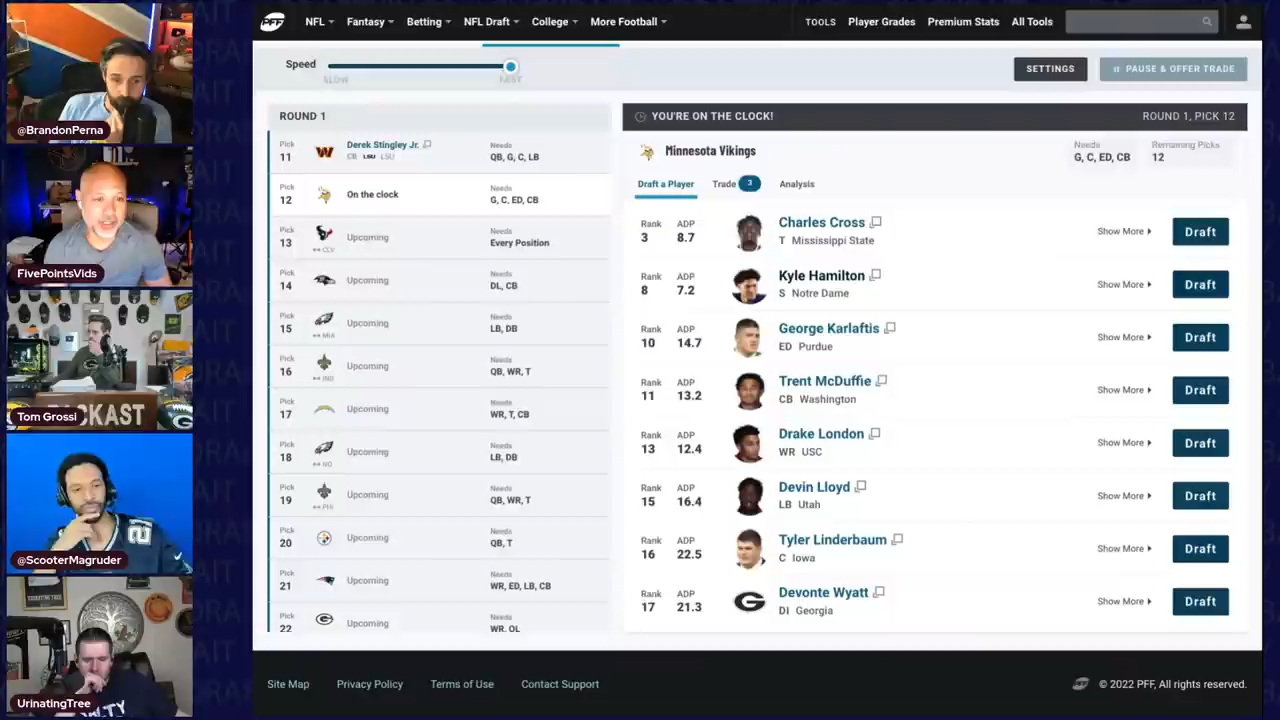 @BrandonPerna
FivePointsVids
Tom Grossi
PACKAST
@ScooterMagruder
21
UrinatingTree
PFF
NFL
Fantasy
Betting
NFL Draft
College
More Football
TOOLS
Player Grades
Premium Stats
All Tools
Speed
SLOW
FAST
SETTINGS
PAUSE & OFFER TRADE
ROUND 1
Pick
11
Derek Stingley Jr.
CB LSU LSU
Needs
QB, G, C, LB
Pick
12
On the clock
Needs
G, C, ED, CB
Pick
13
CLV
Upcoming
Needs
Every Position
Pick
14
Upcoming
Needs
DL, CB
Pick
15
MIA
Upcoming
Needs
LB, DB
Pick
16
IND
Upcoming
Needs
QB, WR, T
Pick
17
Upcoming
Needs
WR, T, CB
Pick
18
NO
Upcoming
Needs
LB, DB
Pick
19
PHI
Upcoming
Needs
QB, WR, T
Pick
20
Upcoming
Needs
QB, T
Pick
21
Upcoming
Needs
WR, ED, LB, CB
Pick
22
Upcoming
Needs
WR, OL
YOU'RE ON THE CLOCK!
ROUND 1, PICK 12
Minnesota Vikings
Needs
G, C, ED, CB
Remaining Picks
12
Draft a Player
Trade 3
Analysis
Rank
3
ADP
8.7
Charles Cross
T Mississippi State
Show More
Draft
Rank
8
ADP
7.2
Kyle Hamilton
S Notre Dame
Show More
Draft
Rank
10
ADP
14.7
George Karlaftis
ED Purdue
Show More
Draft
Rank
11
ADP
13.2
Trent McDuffie
CB Washington
Show More
Draft
Rank
13
ADP
12.4
Drake London
WR USC
Show More
Draft
Rank
15
ADP
16.4
Devin Lloyd
LB Utah
Show More
Draft
Rank
16
ADP
22.5
Tyler Linderbaum
C Iowa
Show More
Draft
Rank
17
ADP
21.3
Devonte Wyatt
DI Georgia
Show More
Draft
Site Map
Privacy Policy
Terms of Use
Contact Support
© 2022 PFF, All rights reserved.